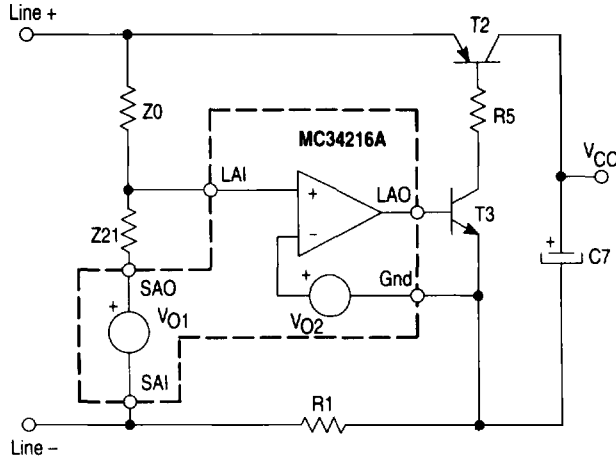 Line +
T2
Z0
R5
MC34216A
VCC
LAI
LAO
+
T3
Z21
–
+
C7
SAO
+
Gnd
+
VO1
VO2
SAI
R1
Line –